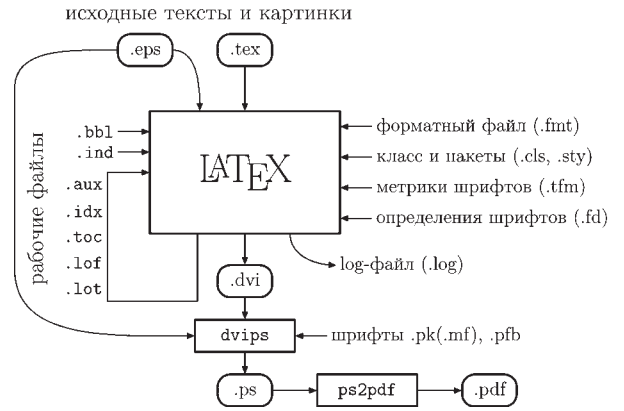 исходные тексты и картинки
.eps
.tex
.bbl
.ind
.aux
.idx
.toc
.lof
.lot
рабочие файлы
LATEX
форматный файл (.fmt)
класс и пакеты (.cls, .sty)
метрики шрифтов (.tfm)
определения шрифтов (.fd)
log-файл (.log)
.dvi
dvips
шрифты .pk(.mf), .pfb
.ps
ps2pdf
.pdf